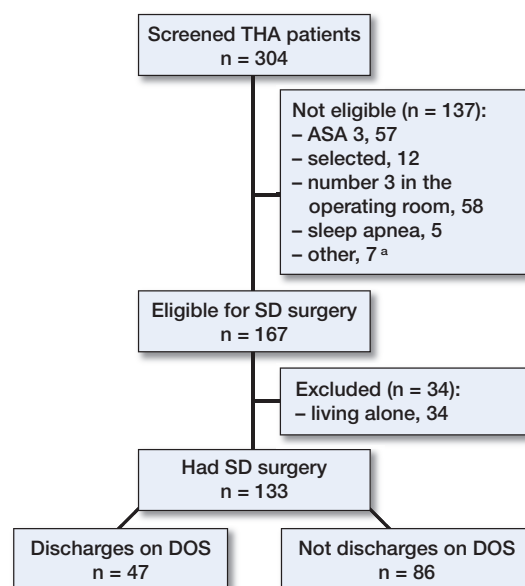 Screened THA patients
n = 304
Not eligible (n = 137):
– ASA 3, 57
– selected, 12
– number 3 in the
operating room, 58
– sleep apnea, 5
– other, 7 a
Eligible for SD surgery
n = 167
Excluded (n = 34):
– living alone, 34
Had SD surgery
n = 133
Discharges on DOS
n = 47
Not discharges on DOS
n = 86